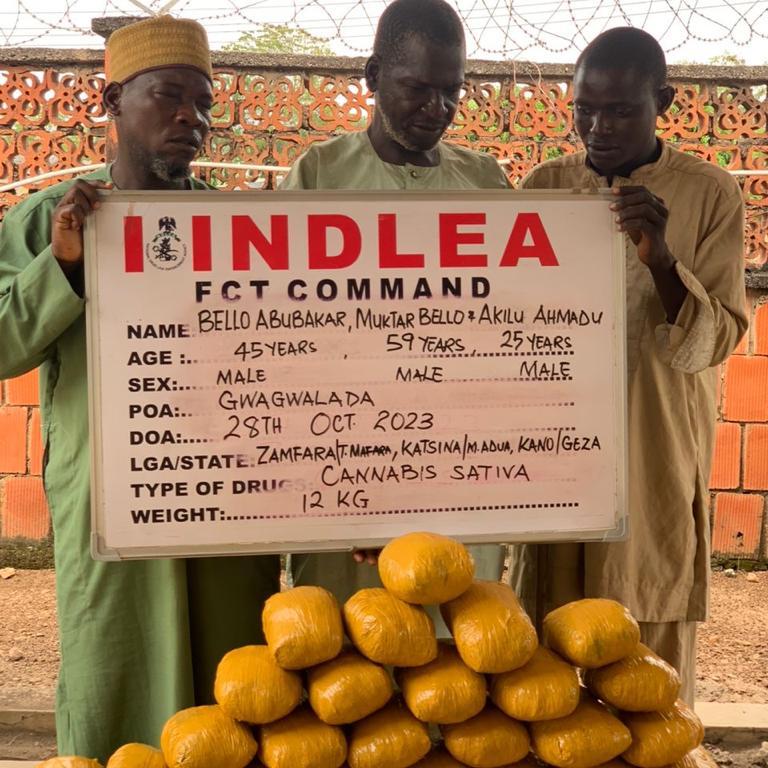 NDLEA
FCT COMMAND
NAME BELLO ABUBAKAR, MUKTAR BELLO & AKILU AHMADU
AGE :.. 45 YEARS , 59 YEARS , 25 YEARS
SEX:... MALE MALE MALE
POA:.. GWAGWALADA
DOA:..... 28TH OCT. 2023
LGA/STATE: ZAMFARA/T. MAFARA, KATSINA/M. ADUA, KANO/GEZA
TYPE OF DRUGS: CANNABIS SATIVA
WEIGHT:... 12 KG